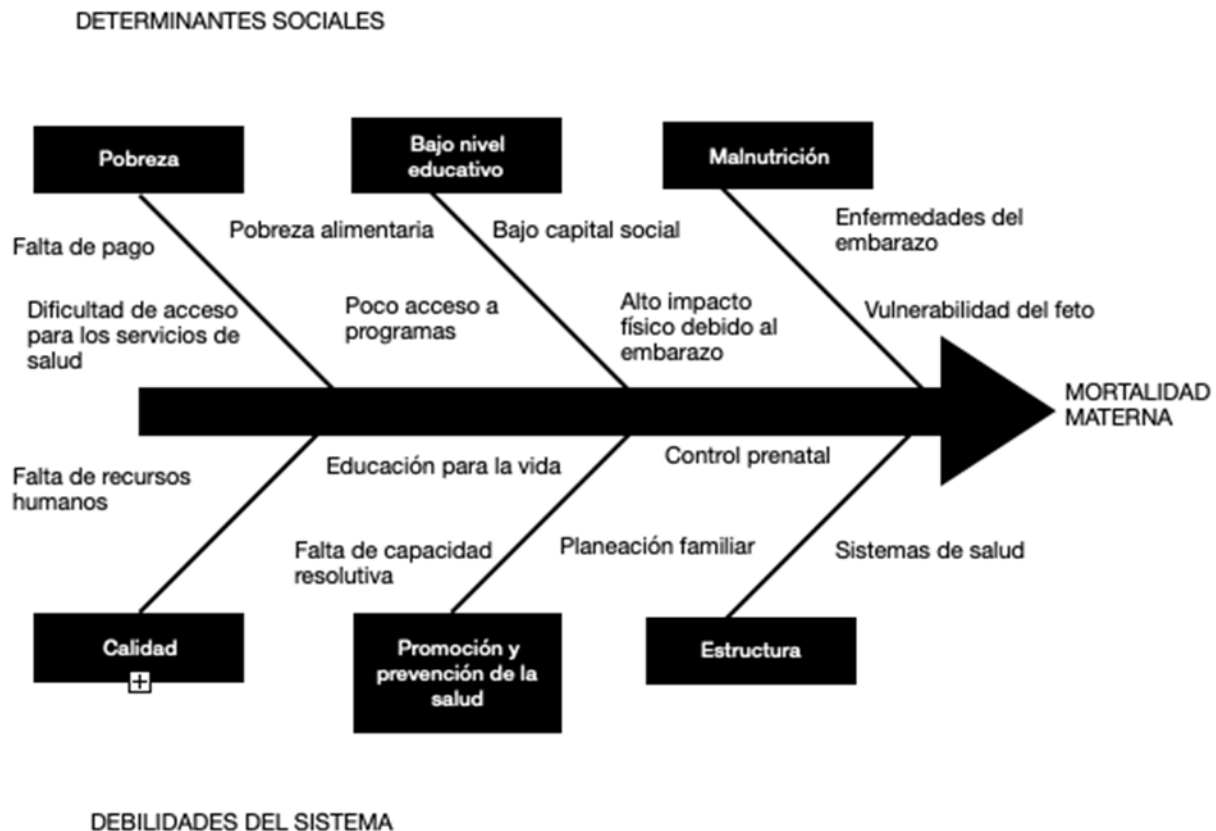 DETERMINANTES SOCIALES
Pobreza
Bajo nivel
educativo
Malnutrición
Falta de pago
Pobreza alimentaria
Bajo capital social
Enfermedades del
embarazo
Dificultad de acceso
para los servicios de
salud
Poco acceso a
programas
Alto impacto
físico debido al
embarazo
Vulnerabilidad del feto
MORTALIDAD
MATERNA
Falta de recursos
humanos
Educación para la vida
Control prenatal
Falta de capacidad
resolutiva
Planeación familiar
Sistemas de salud
Calidad
Promoción y
prevención de la
salud
Estructura
DEBILIDADES DEL SISTEMA